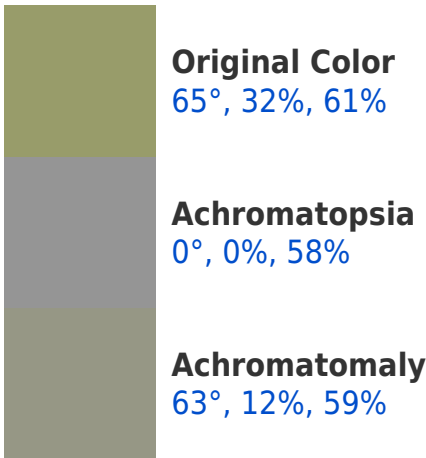 Original Color
65°, 32%, 61%
Achromatopsia
0°, 0%, 58%
Achromatomaly
63°, 12%, 59%